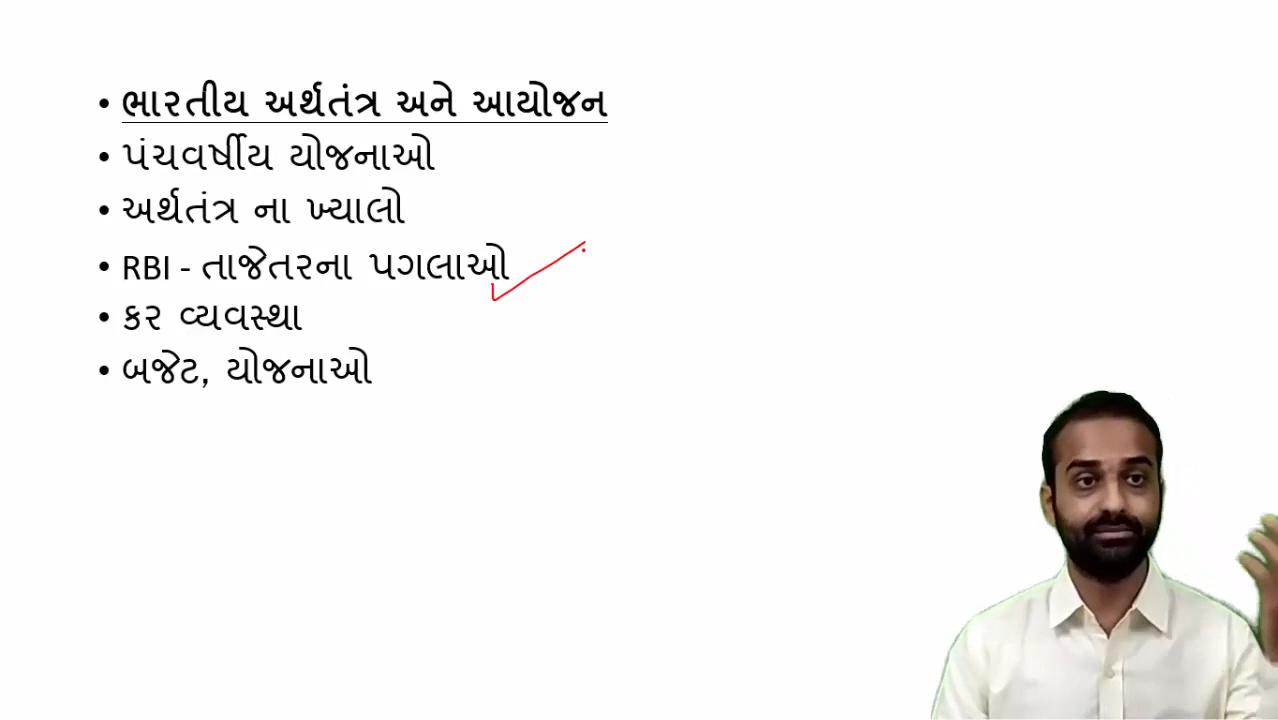 • ભારતીય અર્થતંત્ર અને આયોજન
• પંચવર્ષીય યોજનાઓ
• અર્થતંત્ર ના ખ્યાલો
• RBI - તાજેતરના પગલાઓ
• કર વ્યવસ્થા
• બજેટ, યોજનાઓ